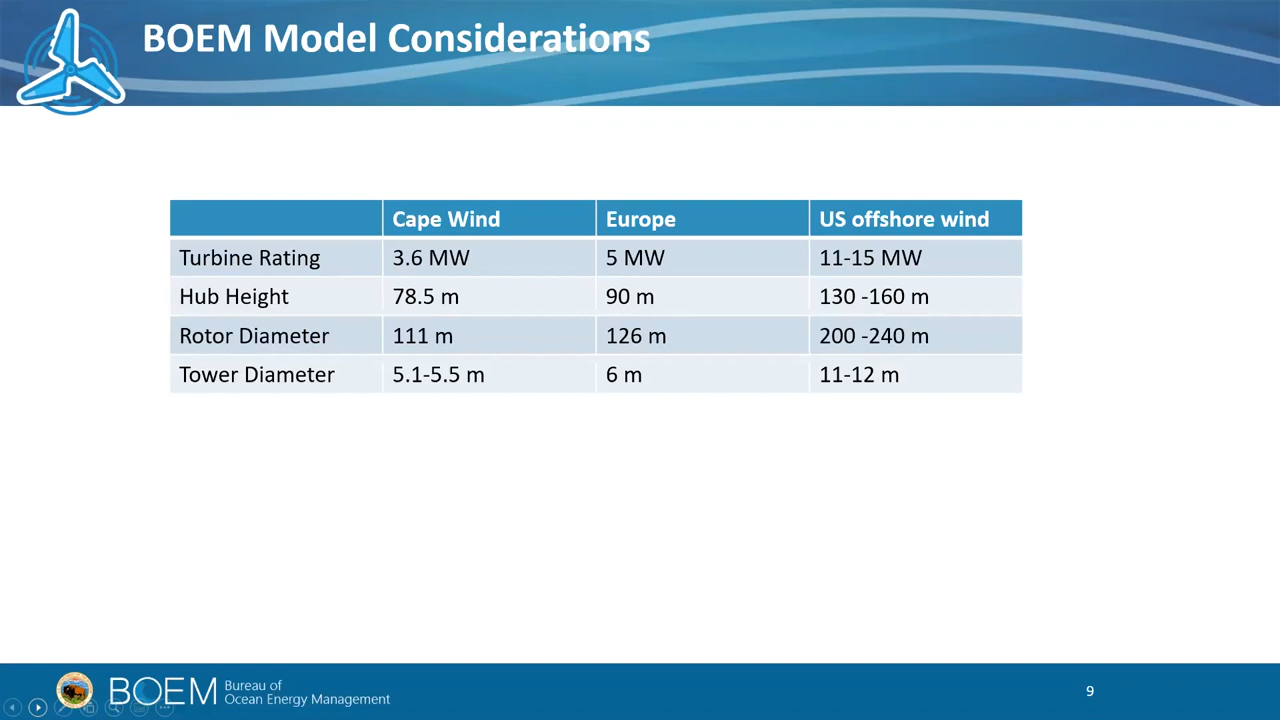 BOEM Model Considerations
Cape Wind Europe US offshore wind
Turbine Rating 3.6 MW 5 MW 11-15 MW
Hub Height 78.5 m 90 m 130 -160 m
Rotor Diameter 111 m 126 m 200 -240 m
Tower Diameter 5.1-5.5 m 6 m 11-12 m
BOEM
Bureau of
Ocean Energy Management
9